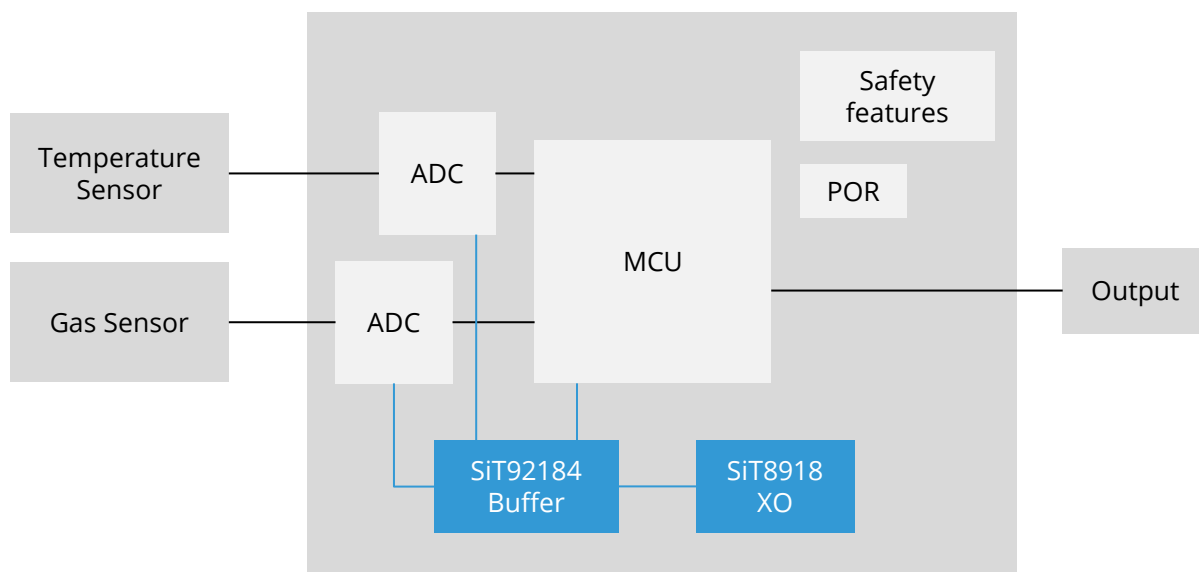 Safety
features
Temperature
Sensor
ADC
POR
MCU
Gas Sensor
ADC
Output
SiT92184
Buffer
SiT8918
XO